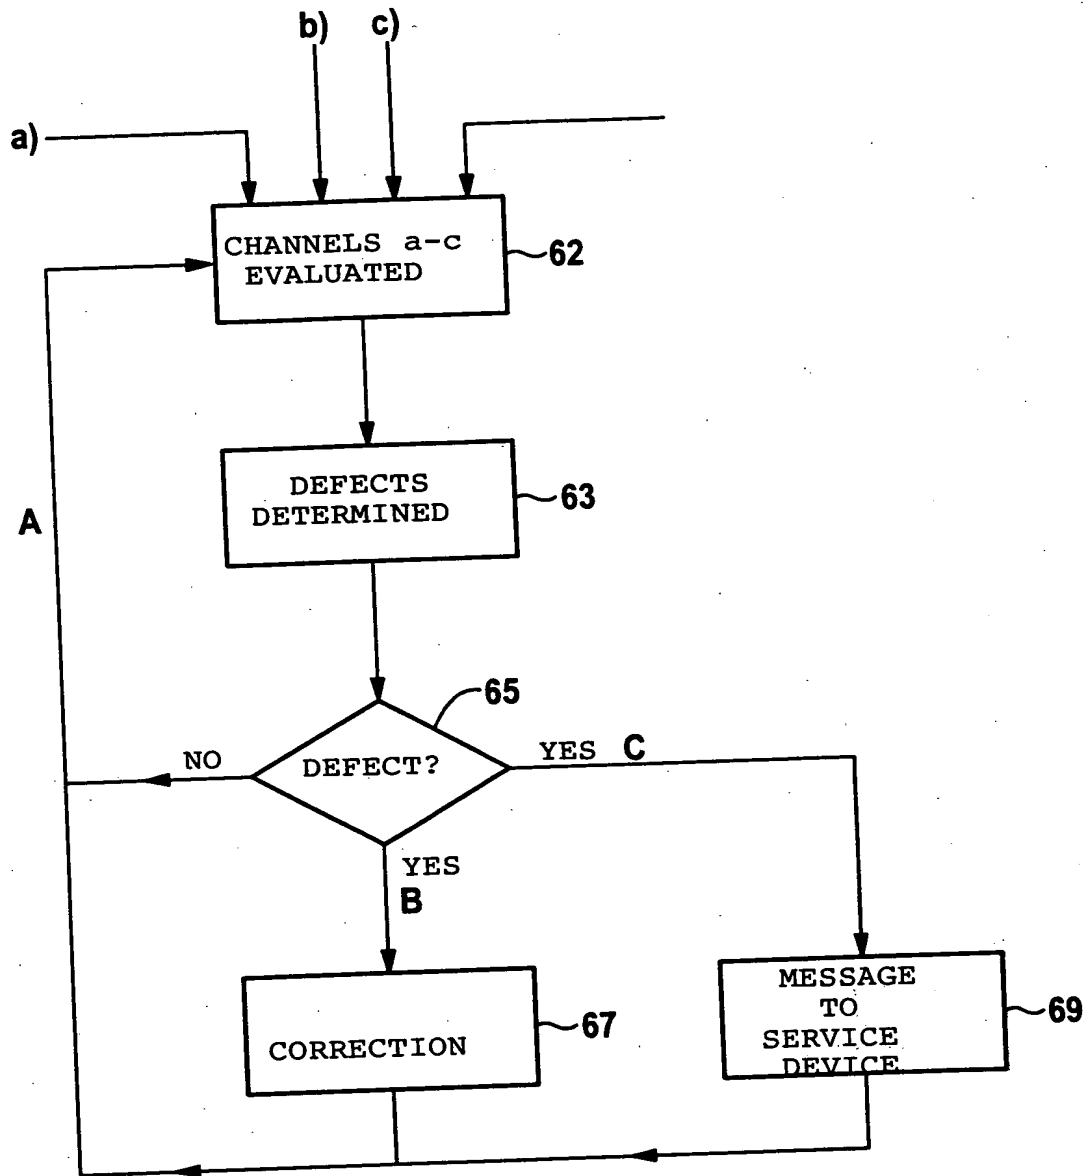 b) c)
a)
CHANNELS a-c
EVALUATED
62
DEFECTS
DETERMINED
63
A
65
NO
DEFECT?
YES C
YES
B
CORRECTION
67
MESSAGE
TO
SERVICE
DEVICE
69